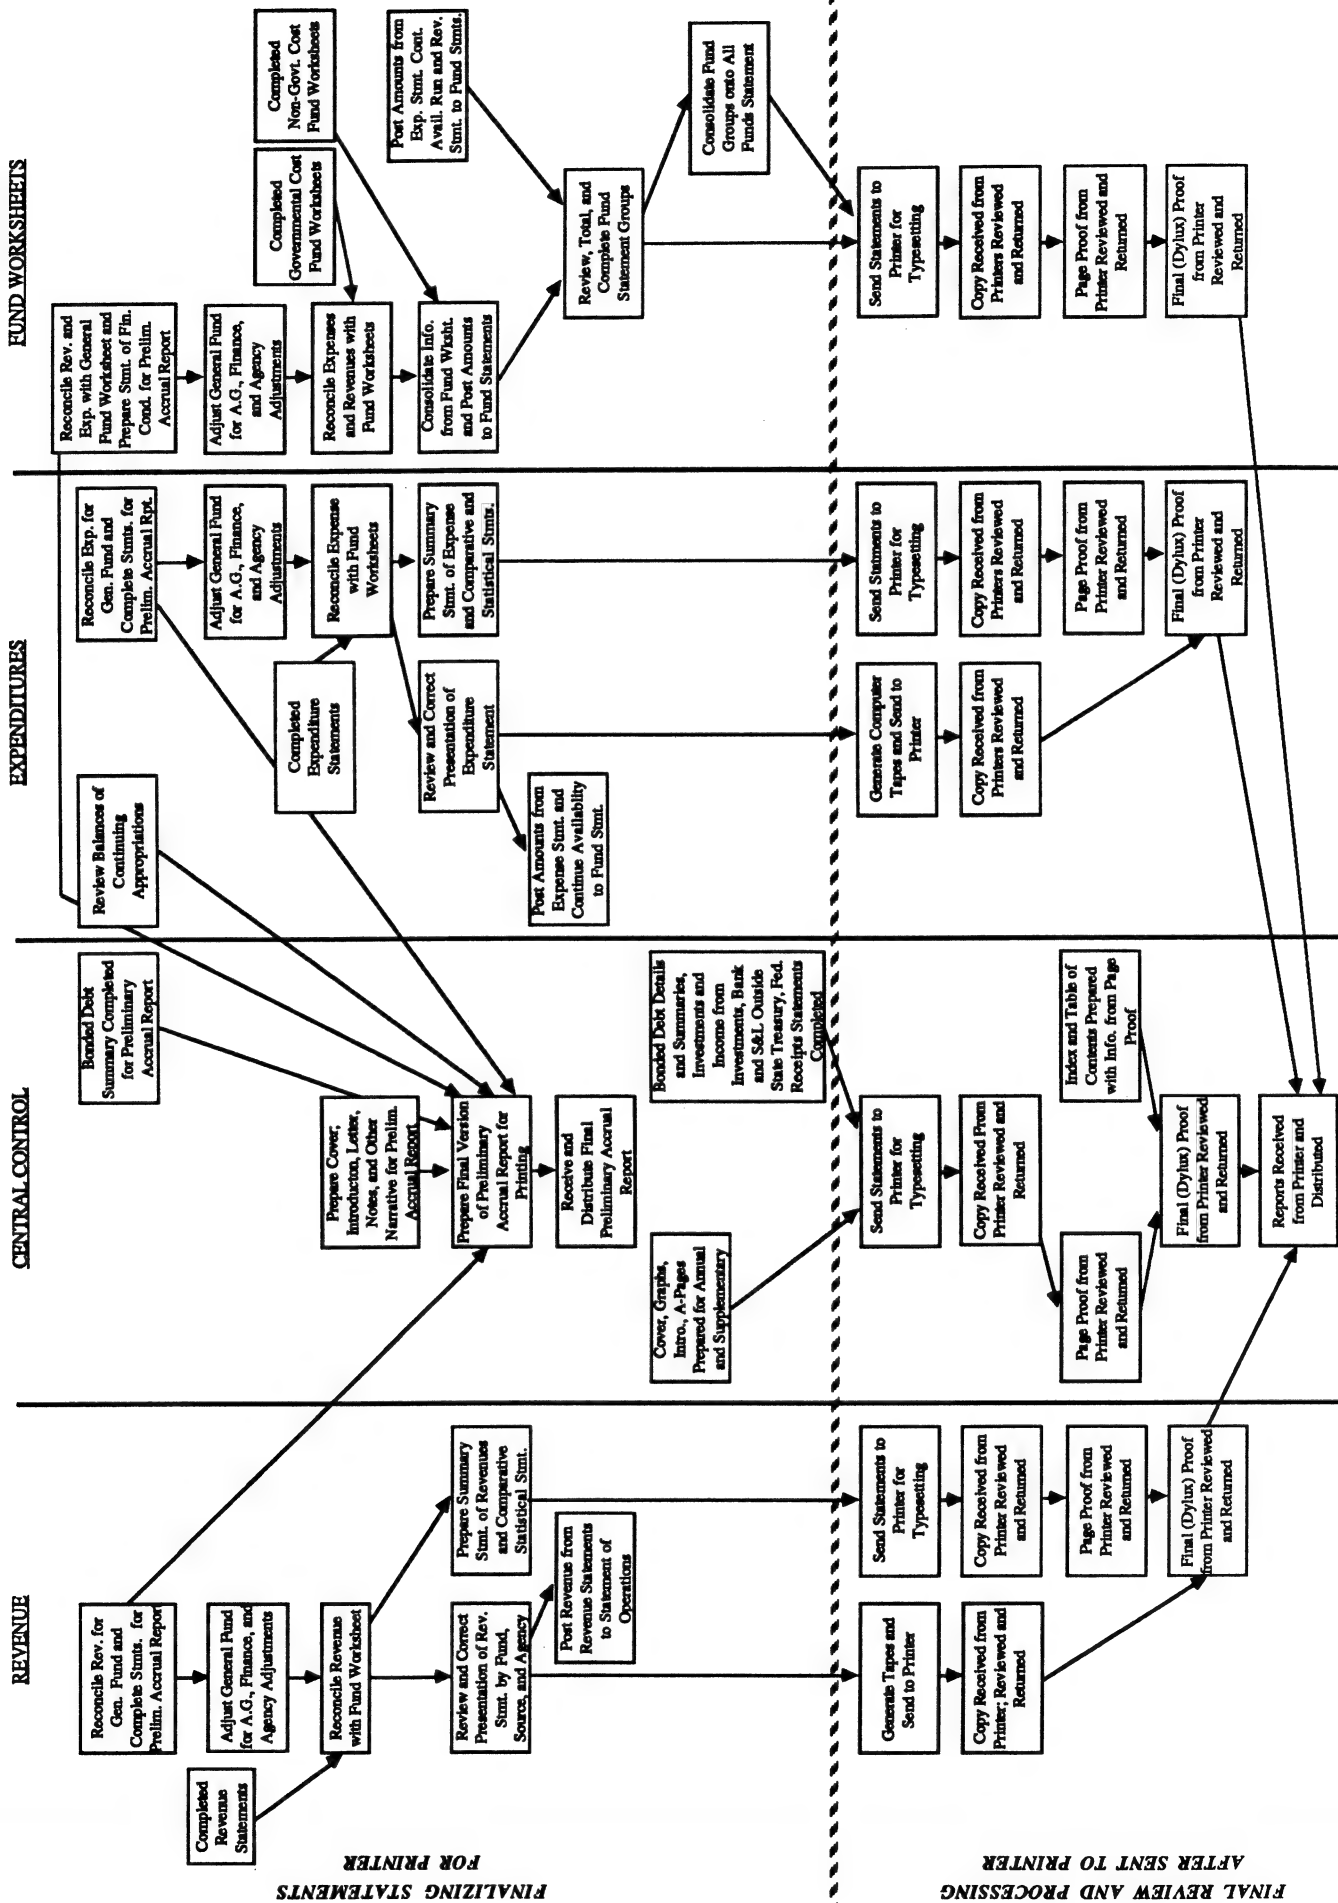 REVENUE
CENTRAL CONTROL
EXPENDITURES
FUND WORKSHEETS
FINALIZING STATEMENTS
FOR PRINTER
Reconcile Rev. for
Gen. Fund and
Complete Stmts. for
Prelim. Accrual Report
Adjust General Fund
for A.G., Finance, and
Agency Adjustments
Completed
Revenue
Statements
Reconcile Revenue
with Fund Worksheet
Review and Correct
Presentation of Rev.
Stmt. by Fund,
Source, and Agency
Prepare Summary
Stmt. of Revenues
and Comparative
Statistical Stmt.
Post Revenue from
Revenue Statements
to Statement of
Operations
Bonded Debt
Summary Completed
for Preliminary
Accrual Report
Prepare Cover;
Introducton, Letter,
Notes, and Other
Narrative for Prelim.
Accrual Report
Prepare Final Version
of Preliminary
Accrual Report for
Printing
Receive and
Distribute Final
Preliminary Accrual
Report
Cover, Graphs,
Intro., A-Pages
Prepared for Annual
and Supplementary
Bonded Debt Details
and Summaries,
Investments and
Income from
Investments, Bank
and S&L Outside
State Treasury, Fed.
Receipts Statements
Completed
Review Balances of
Continuing
Appropriations
Reconcile Exp. for
Gen. Fund and
Complete Stmts. for
Prelim. Accrual Rpt.
Adjust General Fund
for A.G., Finance,
and Agency
Adjustments
Completed
Expenditure
Statements
Reconcile Expense
with Fund
Worksheets
Review and Correct
Presentation of
Expenditure
Statement
Prepare Summary
Stmt. of Expense
and Comparative and
Statistical Stmts.
Post Amounts from
Expense Stmt. and
Continue Availablity
to Fund Stmt.
Reconcile Rev. and
Exp. with General
Fund Worksheet and
Prepare Stmt. of Fin.
Cond. for Prelim.
Accrual Report
Adjust General Fund
for A.G., Finance,
and Agency
Adjustments
Completed
Governmental Cost
Fund Worksheets
Completed
Non-Govt. Cost
Fund Worksheets
Reconcile Expenses
and Revenues with
Fund Worksheets
Consolidate Info.
from Fund Wksht.
and Post Amounts
to Fund Statements
Post Amounts from
Exp. Stmt. Cont.
Avail. Run and Rev.
Stmt. to Fund Stmts.
Review, Total, and
Complete Fund
Statement Groups
Consolidate Fund
Groups onto All
Funds Statement
FINAL REVIEW AND PROCESSING
AFTER SENT TO PRINTER
Generate Tapes and
Send to Printer
Copy Received from
Printer; Reviewed and
Returned
Send Statements to
Printer for
Typesetting
Copy Received from
Printer Reviewed
and Returned
Page Proof from
Printer Reviewed
and Returned
Final (Dylux) Proof
from Printer Reviewed
and Returned
Send Statements to
Printer for
Typesetting
Copy Received From
Printer Reviewed and
Returned
Page Proof from
Printer Reviewed
and Returned
Index and Table of
Contents Prepared
with Info. from Page
Proof
Final (Dylux) Proof
from Printer Reviewed
and Returned
Reports Received
from Printer and
Distributed
Generate Computer
Tapes and Send to
Printer
Copy Received from
Printers Reviewed
and Returned
Send Statments to
Printer for
Typesetting
Copy Received from
Printers Reviewed
and Returned
Page Proof from
Printer Reviewed
and Returned
Final (Dylux) Proof
from Printer
Reviewed and
Returned
Send Statements to
Printer for
Typesetting
Copy Received from
Printers Reviewed
and Returned
Page Proof from
Printer Reviewed and
Returned
Final (Dylux) Proof
from Printer
Reviewed and
Returned